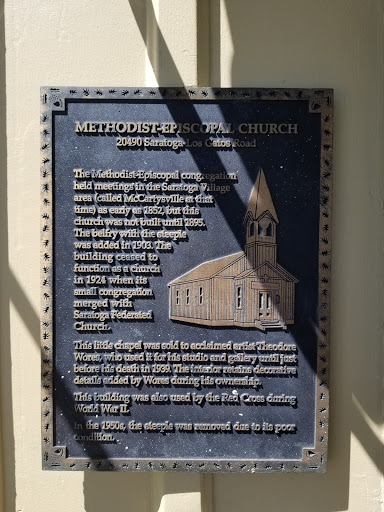 METHODIST-EPISCOPAL CHURCH
20490 Saratoga-Los Gatos Road
The Methodist-Episcopal congregation
held meetings in the Saratoga Village
area (called McCartysville at that
time) as early as 1852, but this
church was not built until 1895.
The belfry with the steeple
was added in 1903. The
building ceased to
function as a church
in 1924 when its
small congregation
merged with
Saratoga Federated
Church.
This little chapel was sold to acclaimed artist Theodore
Wores, who used it for his studio and gallery until just
before his death in 1939. The interior retains decorative
details added by Wores during his ownership.
This building was also used by the Red Cross during
World War II.
In the 1950s, the steeple was removed due to its poor
condition.